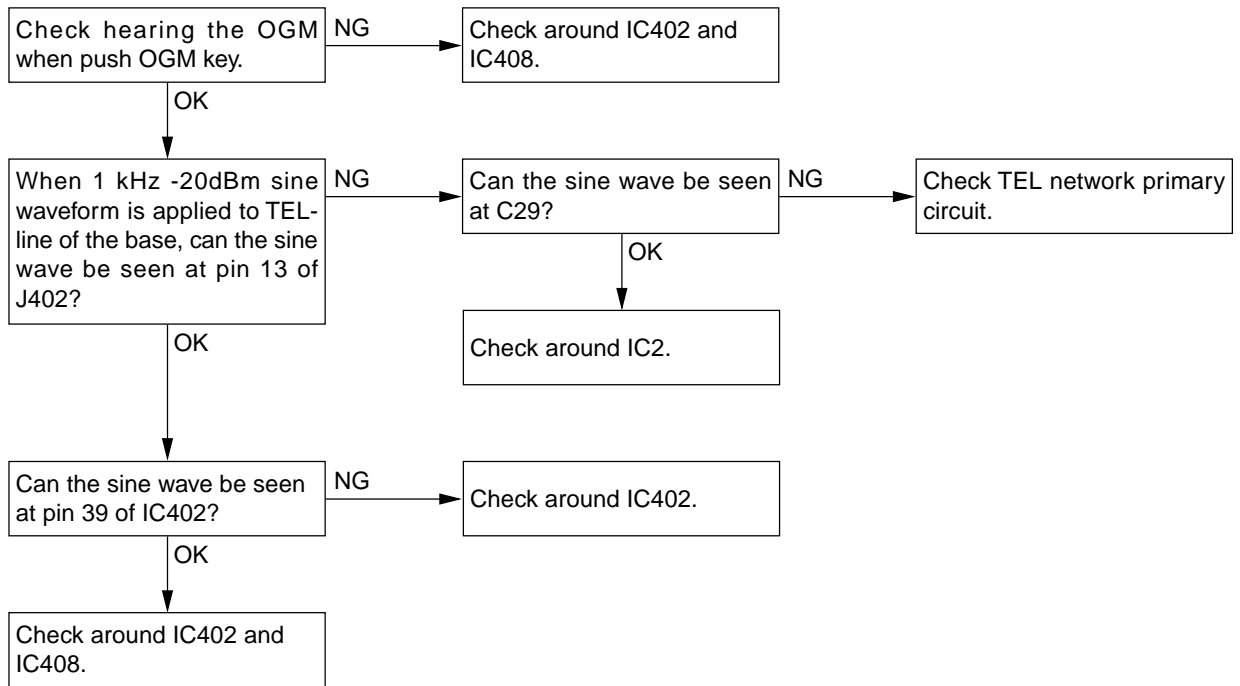 Check hearing the OGM
when push OGM key.
NG
Check around IC402 and
IC408.
OK
When 1 kHz -20dBm sine
waveform is applied to TEL-
line of the base, can the sine
wave be seen at pin 13 of
J402?
NG
Can the sine wave be seen
at C29?
NG
Check TEL network primary
circuit.
OK
Check around IC2.
OK
Can the sine wave be seen
at pin 39 of IC402?
NG
Check around IC402.
OK
Check around IC402 and
IC408.